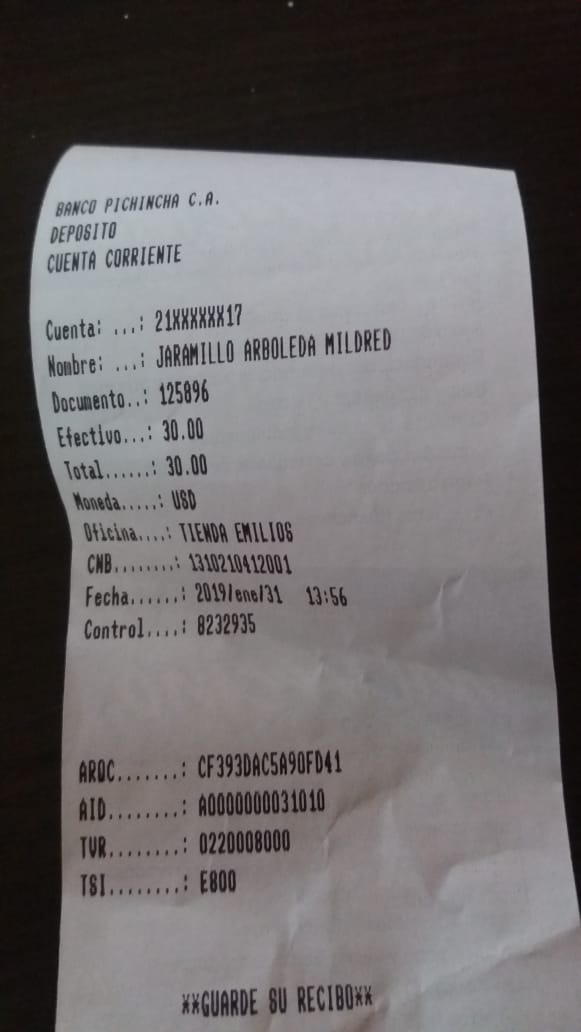 BANCO PICHINCHA C.A.
DEPOSITO
CUENTA CORRIENTE
Cuenta: ...: 21XXXXXX17
Nombre: ...: JARAMILLO ARBOLEDA MILDRED
Documento..: 125896
Efectivo...: 30.00
Total......: 30.00
Moneda.....: USD
Oficina....: TIENDA EMILIOS
CNB........: 1310210412001
Fecha......: 2019/ene/31 13:56
Control....: 8232935
ARQC.......: CF393DAC5A90FD41
AID........: A0000000031010
TVR........: 0220008000
TSI........: E800
**GUARDE SU RECIBO**